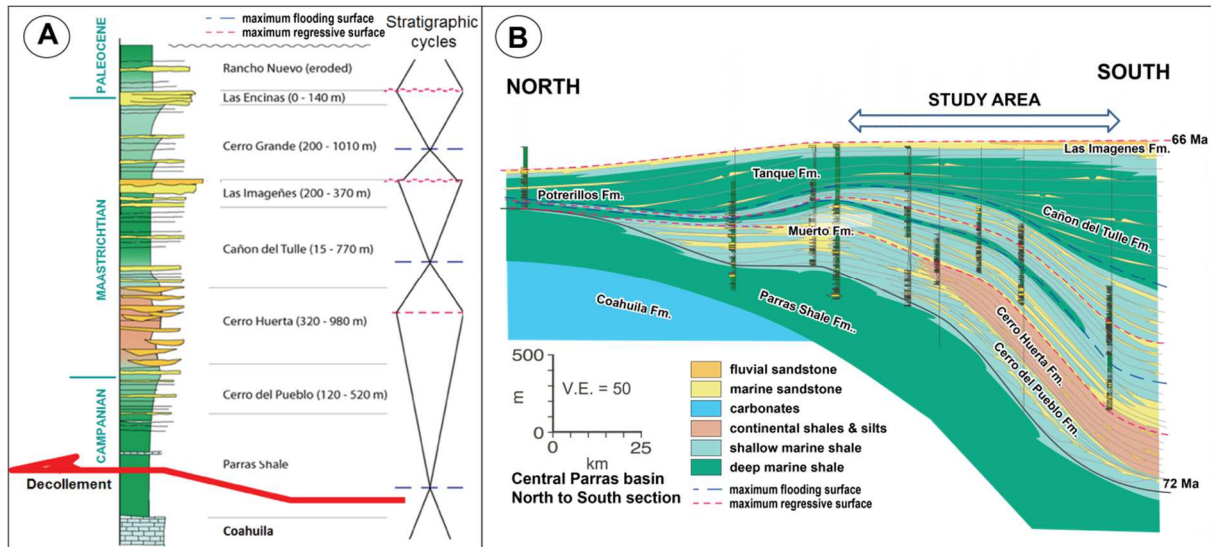 A
maximum flooding surface
maximum regressive surface
Stratigraphic
cycles
PALEOCENE
MAASTRICHTIAN
CAMPANIAN
Rancho Nuevo (eroded)
Las Encinas (0 - 140 m)
Cerro Grande (200 - 1010 m)
Las Imageñes (200 - 370 m)
Cañon del Tulle (15 - 770 m)
Cerro Huerta (320 - 980 m)
Cerro del Pueblo (120 - 520 m)
Parras Shale
Decollement
Coahuila
B
NORTH
SOUTH
STUDY AREA
66 Ma
Las Imagenes Fm.
Tanque Fm.
Potrerillos Fm.
Cañon del Tulle Fm.
Muerto Fm.
Coahuila Fm.
Parras Shale Fm..
Cerro Huerta Fm.
Cerro del Pueblo Fm.
72 Ma
500
m
0
V.E. = 50
0
25
km
Central Parras basin
North to South section
fluvial sandstone
marine sandstone
carbonates
continental shales & silts
shallow marine shale
deep marine shale
maximum flooding surface
maximum regressive surface